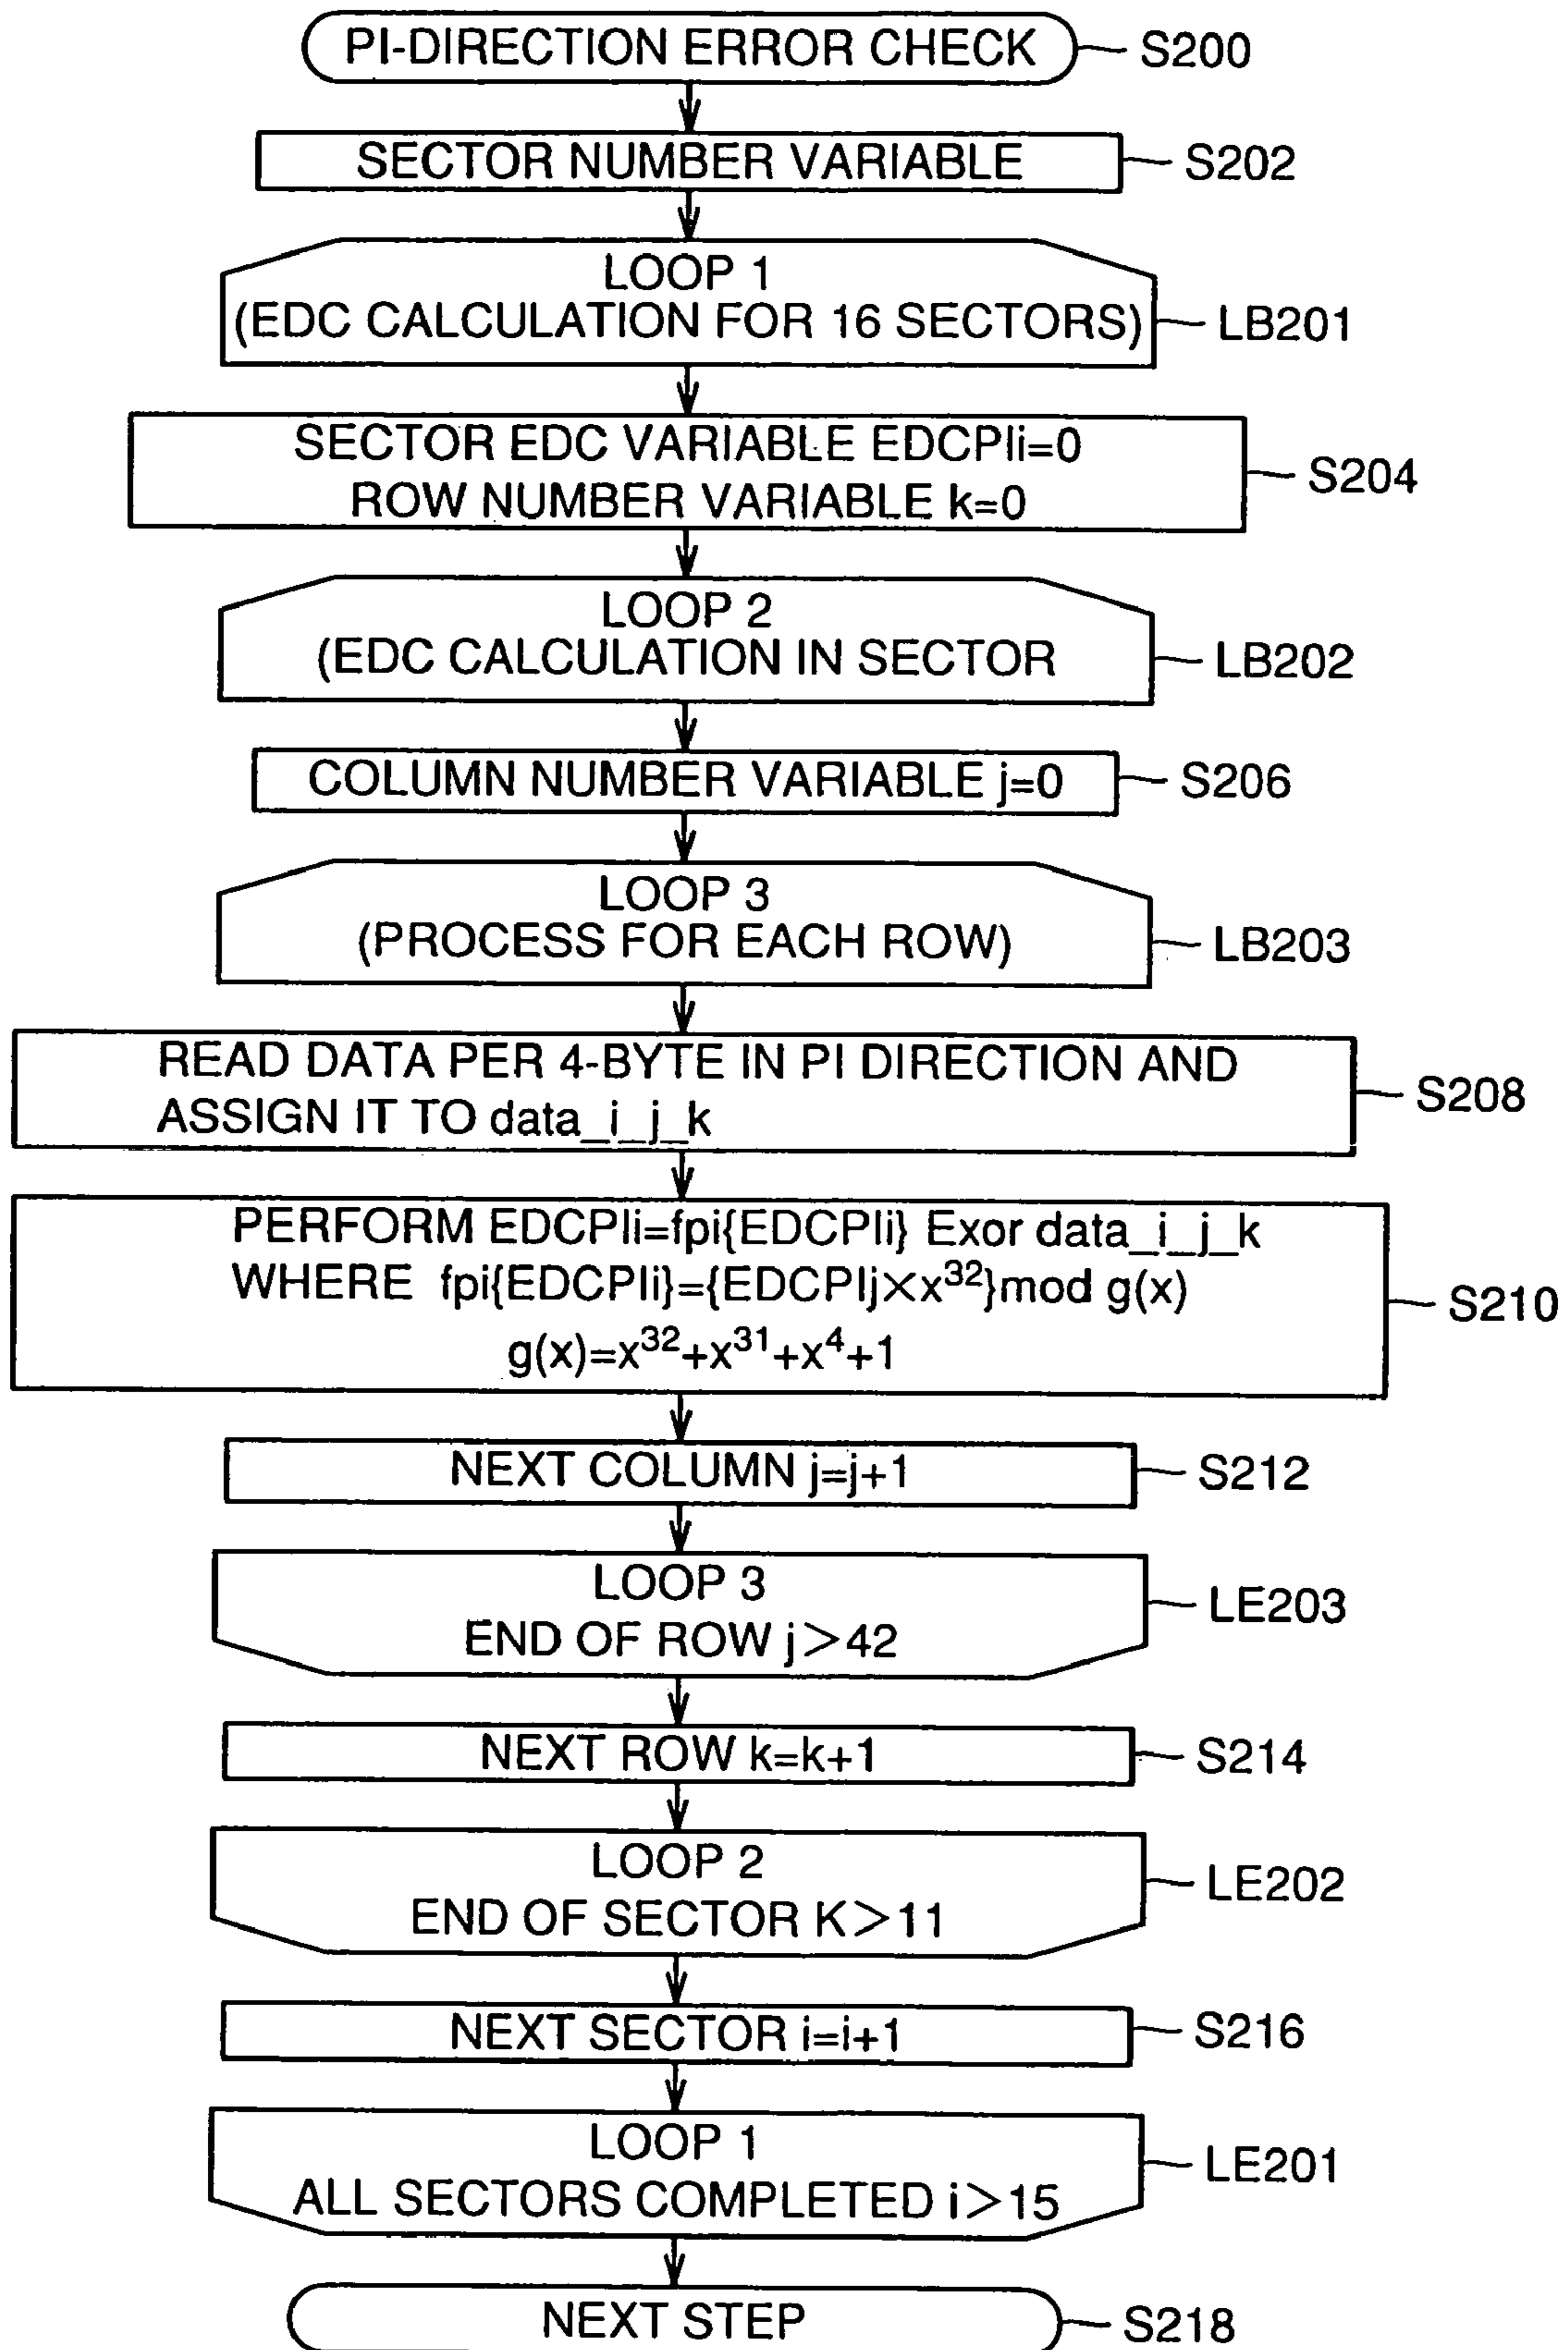 PI-DIRECTION ERROR CHECK S200
SECTOR NUMBER VARIABLE S202
LOOP 1
(EDC CALCULATION FOR 16 SECTORS) LB201
SECTOR EDC VARIABLE EDCPIi=0
ROW NUMBER VARIABLE k=0 S204
LOOP 2
(EDC CALCULATION IN SECTOR LB202
COLUMN NUMBER VARIABLE j=0 S206
LOOP 3
(PROCESS FOR EACH ROW) LB203
READ DATA PER 4-BYTE IN PI DIRECTION AND
ASSIGN IT TO data_i_j_k S208
PERFORM EDCPIi=fpi{EDCPIi} Exor data_i_j_k
WHERE fpi{EDCPIi}={EDCPIj×x³²}mod g(x) S210
g(x)=x³²+x³¹+x⁴+1
NEXT COLUMN j=j+1 S212
LOOP 3
END OF ROW j>42 LE203
NEXT ROW k=k+1 S214
LOOP 2
END OF SECTOR K>11 LE202
NEXT SECTOR i=i+1 S216
LOOP 1
ALL SECTORS COMPLETED i>15 LE201
NEXT STEP S218